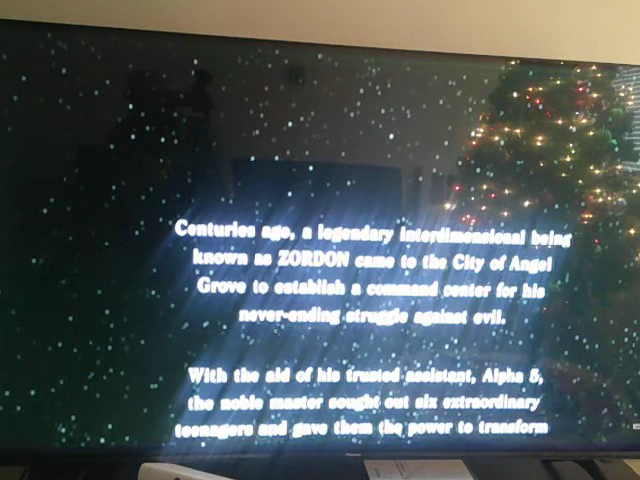 Centuries ago, a legendary interdimensional being
known as ZORDON came to the City of Angel
Grove to establish a command center for his
never-ending struggle against evil.
With the aid of his trusted assistant, Alpha 5,
the noble master sought out six extraordinary
teenagers and gave them the power to transform